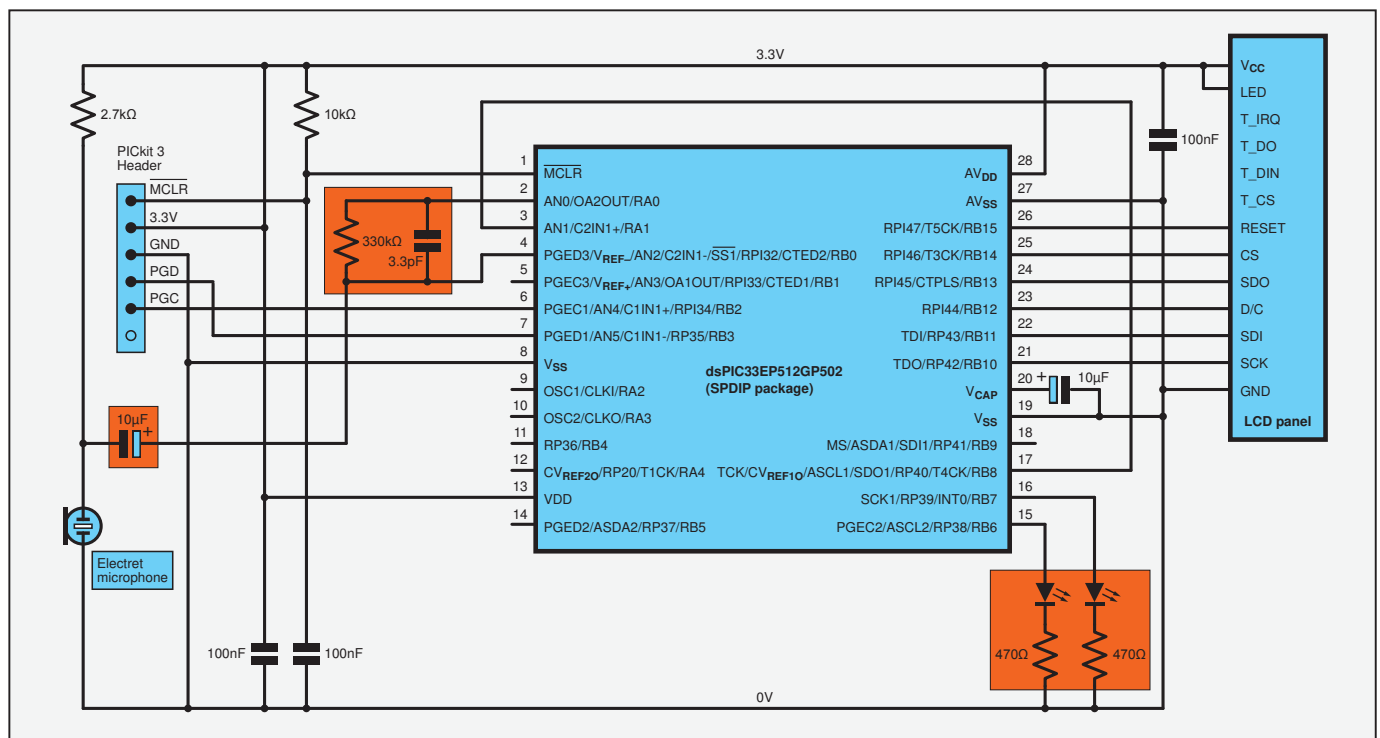 3.3V
2.7kΩ
10kΩ
PICkit 3
Header
MCLR
3.3V
GND
PGD
PGC
330kΩ
3.3pF
10µF
+
Electret
microphone
100nF
100nF
1
MCLR
2
AN0/OA2OUT/RA0
3
AN1/C2IN1+/RA1
4
PGED3/VREF–/AN2/C2IN1-/SS1/RPI32/CTED2/RB0
5
PGEC3/VREF+/AN3/OA1OUT/RPI33/CTED1/RB1
6
PGEC1/AN4/C1IN1+/RPI34/RB2
7
PGED1/AN5/C1IN1-/RP35/RB3
8
VSS
9
OSC1/CLKI/RA2
10
OSC2/CLKO/RA3
11
RP36/RB4
12
CVREF2O/RP20/T1CK/RA4
13
VDD
14
PGED2/ASDA2/RP37/RB5
dsPIC33EP512GP502
(SPDIP package)
28
AVDD
27
AVSS
26
RPI47/T5CK/RB15
25
RPI46/T3CK/RB14
24
RPI45/CTPLS/RB13
23
RPI44/RB12
22
TDI/RP43/RB11
21
TDO/RP42/RB10
20
VCAP
19
VSS
18
MS/ASDA1/SDI1/RP41/RB9
17
TCK/CVREF1O/ASCL1/SDO1/RP40/T4CK/RB8
16
SCK1/RP39/INT0/RB7
15
PGEC2/ASCL2/RP38/RB6
+
10µF
100nF
VCC
LED
T_IRQ
T_DO
T_DIN
T_CS
RESET
CS
SDO
D/C
SDI
SCK
GND
LCD panel
470Ω
470Ω
0V